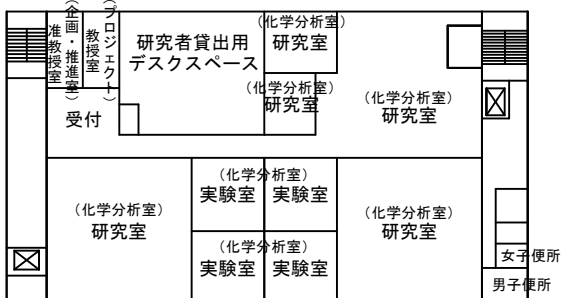 （企画・推進室）
准教授室
（プロジェクト）
教授室
研究者貸出用
デスクスペース
（化学分析室）
研究室
（化学分析室）
研究室
（化学分析室）
研究室
受付
（化学分析室）
実験室
実験室
（化学分析室）
研究室
（化学分析室）
研究室
（化学分析室）
実験室
実験室
女子便所
男子便所